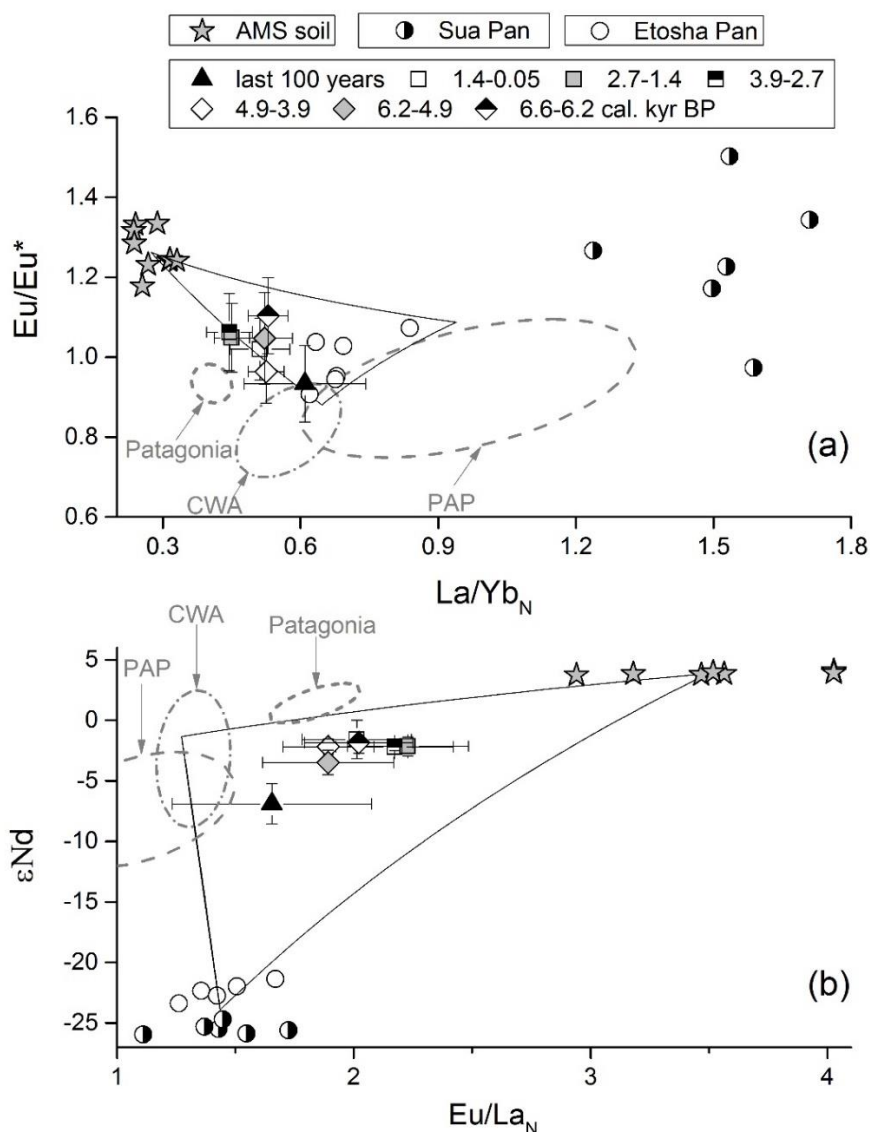 AMS soil Sua Pan Etosha Pan
last 100 years 1.4-0.05 2.7-1.4 3.9-2.7
4.9-3.9 6.2-4.9 6.6-6.2 cal. kyr BP
1.6
1.4
1.2
1.0
0.8
0.6
Eu/Eu*
Patagonia
CWA
PAP
(a)
0.3 0.6 0.9 1.2 1.5 1.8
La/Yb_N
CWA
Patagonia
PAP
5
0
-5
-10
-15
-20
-25
εNd
(b)
1 2 3 4
Eu/La_N